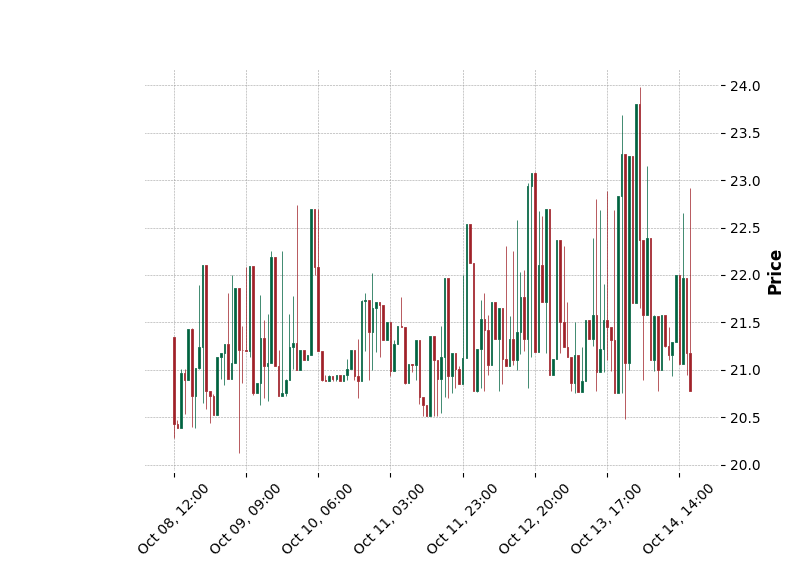 24.0
23.5
23.0
22.5
22.0
21.5
21.0
20.5
20.0
Price
Oct 08, 12:00
Oct 09, 09:00
Oct 10, 06:00
Oct 11, 03:00
Oct 11, 23:00
Oct 12, 20:00
Oct 13, 17:00
Oct 14, 14:00